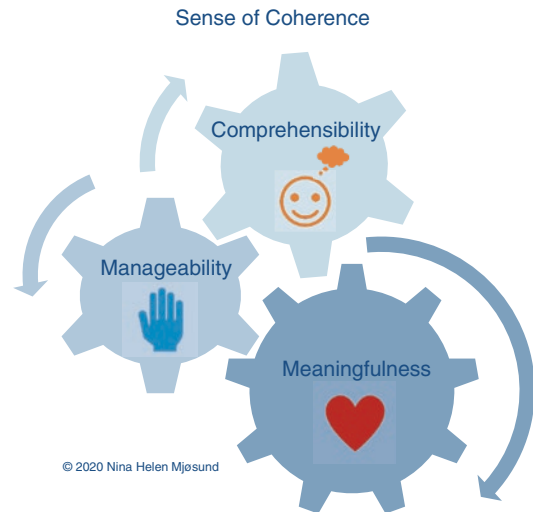 Sense of Coherence
Comprehensibility
Manageability
Meaningfulness
© 2020 Nina Helen Mjøsund